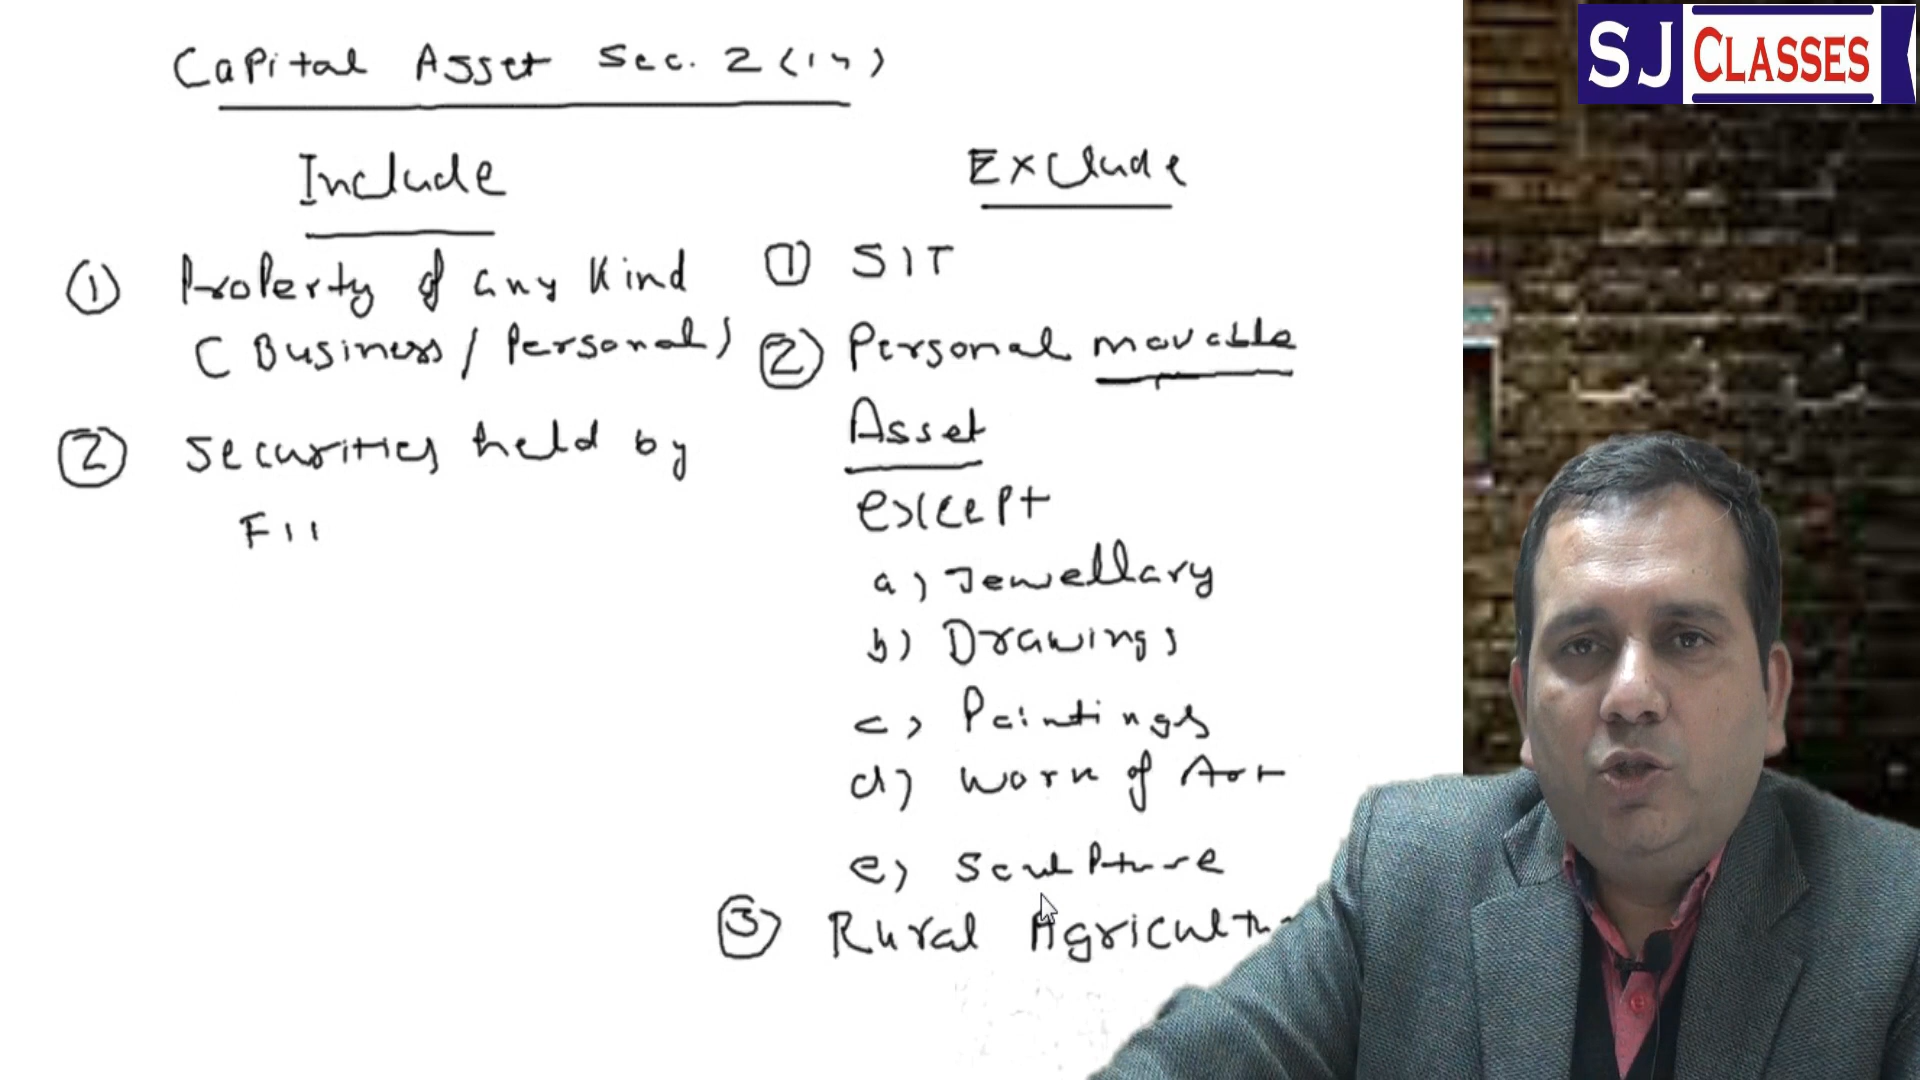 Capital Asset Sec. 2(14)
Include
① Property of any kind
(Business/Personal)
② Securities held by
FII
Exclude
① SIT
② Personal movable
Asset
except
a) Jewellary
b) Drawings
c) Paintings
d) Work of Art
e) Sculpture
③ Rural Agricultu
SJ CLASSES